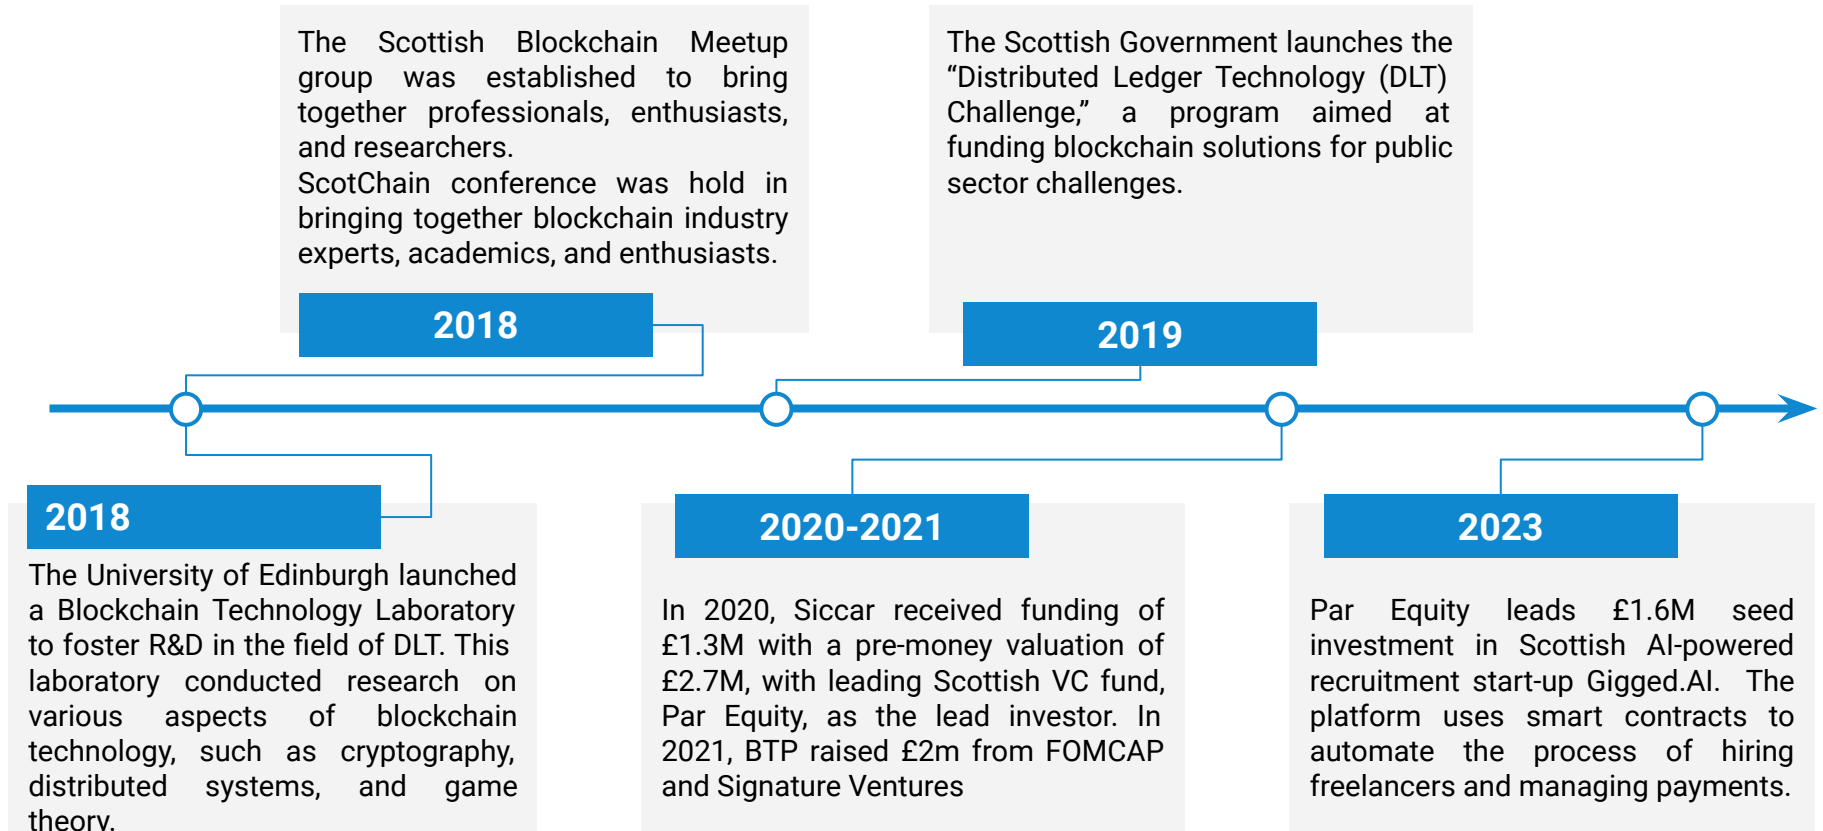 The Scottish Blockchain Meetup
group was established to bring
together professionals, enthusiasts,
and researchers.
ScotChain conference was hold in
bringing together blockchain industry
experts, academics, and enthusiasts.
2018
The Scottish Government launches the
“Distributed Ledger Technology (DLT)
Challenge,” a program aimed at
funding blockchain solutions for public
sector challenges.
2019
2018
The University of Edinburgh launched
a Blockchain Technology Laboratory
to foster R&D in the field of DLT. This
laboratory conducted research on
various aspects of blockchain
technology, such as cryptography,
distributed systems, and game
theory.
2020-2021
In 2020, Siccar received funding of
£1.3M with a pre-money valuation of
£2.7M, with leading Scottish VC fund,
Par Equity, as the lead investor. In
2021, BTP raised £2m from FOMCAP
and Signature Ventures
2023
Par Equity leads £1.6M seed
investment in Scottish AI-powered
recruitment start-up Gigged.AI. The
platform uses smart contracts to
automate the process of hiring
freelancers and managing payments.